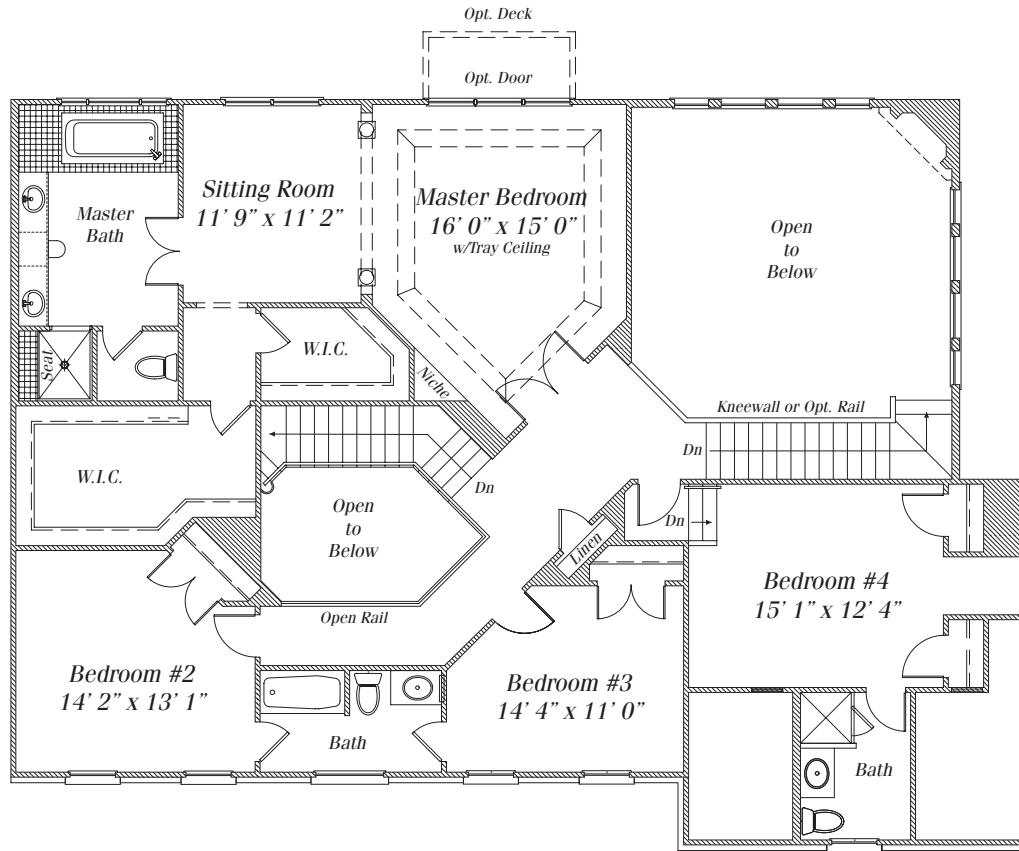 Opt. Deck
Opt. Door
Sitting Room
11' 9" x 11' 2"
Master Bedroom
16' 0" x 15' 0"
w/Tray Ceiling
Master
Bath
Open
to
Below
Seat
W.I.C.
Niche
Kneewall or Opt. Rail
Dn
W.I.C.
Dn
Open
to
Below
Dn
Linen
Bedroom #4
15' 1" x 12' 4"
Open Rail
Bedroom #2
14' 2" x 13' 1"
Bedroom #3
14' 4" x 11' 0"
Bath
Bath